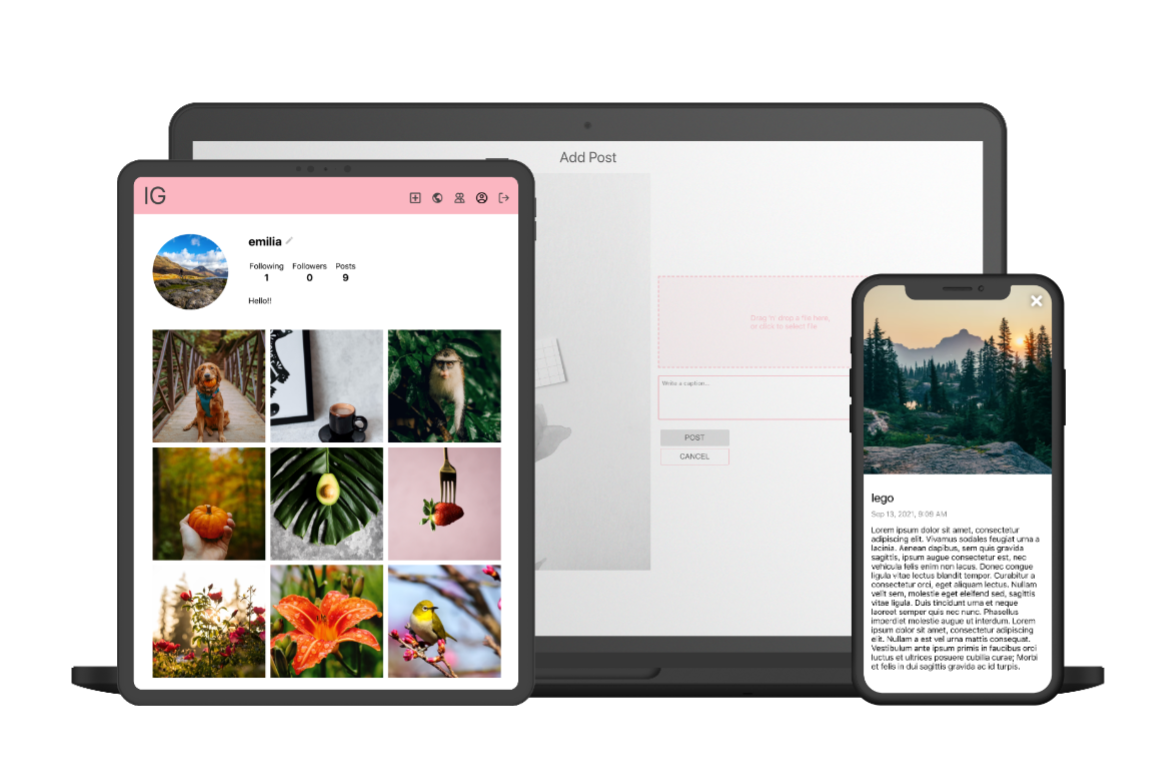 Add Post
IG
emilia
Following Followers Posts
1 0 9
Hello!!
Drag 'n' drop a file here,
or click to select file
Write a caption...
POST
CANCEL
lego
Sep 13, 2021, 9:09 AM
Lorem ipsum dolor sit amet, consectetur
adipiscing elit. Vivamus sodales feugiat urna a
lacinia. Aenean dapibus, sem quis gravida
sagittis, ipsum augue consectetur est, nec
vehicula felis enim non lacus. Donec congue
ligula vitae lectus blandit tempor. Curabitur a
consectetur orci, eget aliquam lectus. Nullam
velit sem, molestie eget eleifend sed, sagittis
vitae ligula. Duis tincidunt urna et neque
laoreet semper quis nec nunc. Phasellus
imperdiet molestie augue ut interdum. Lorem
ipsum dolor sit amet, consectetur adipiscing
elit. Nullam a est vel urna mattis consequat.
Vestibulum ante ipsum primis in faucibus orci
luctus et ultrices posuere cubilia curae; Morbi
et felis in dui sagittis gravida ac id turpis.